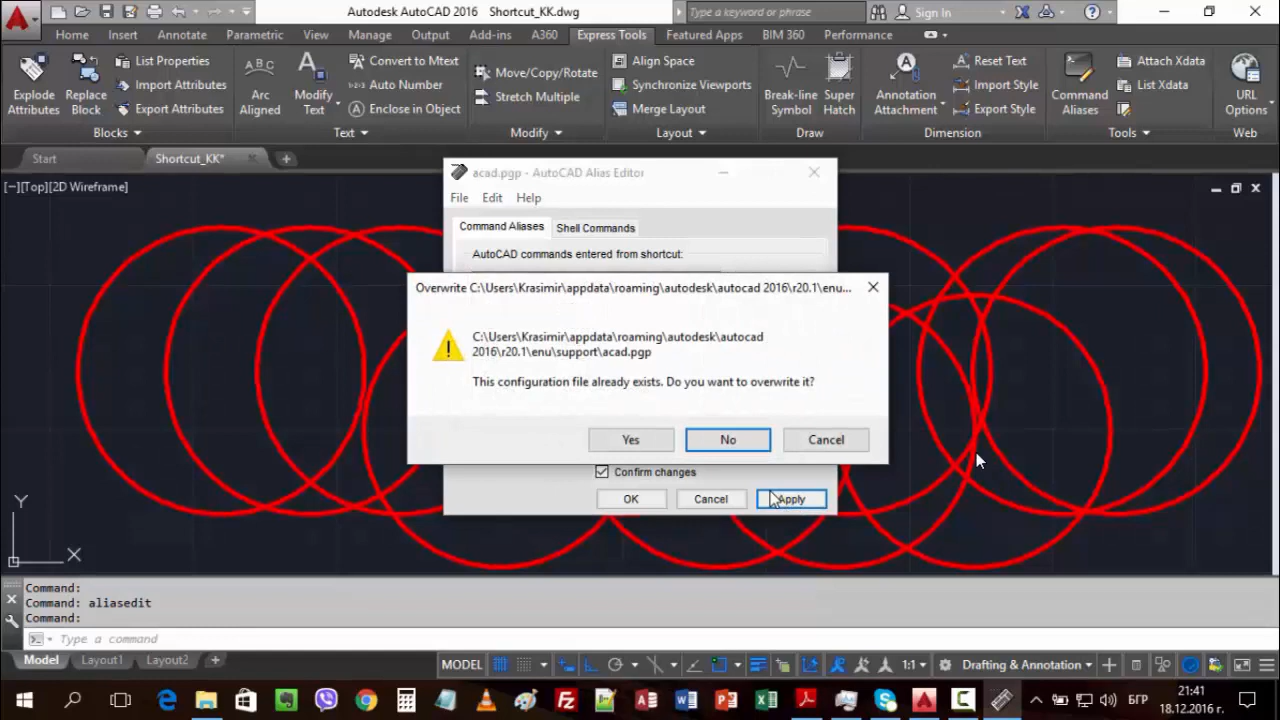 Autodesk AutoCAD 2016 Shortcut_KK.dwg
Type a keyword or phrase
Sign In
Home Insert Annotate Parametric View Manage Output Add-ins A360 Express Tools Featured Apps BIM 360 Performance
Explode
Attributes
Replace
Block
List Properties
Import Attributes
Export Attributes
Blocks
ABC
Arc
Aligned
Modify
Text
Convert to Mtext
Auto Number
Enclose in Object
Text
Move/Copy/Rotate
Stretch Multiple
Modify
Align Space
Synchronize Viewports
Merge Layout
Layout
Break-line
Symbol
Super
Hatch
Draw
Annotation
Attachment
Reset Text
Import Style
Export Style
Dimension
Command
Aliases
Attach Xdata
List Xdata
Tools
URL
Options
Web
Start Shortcut_KK*
[−][Top][2D Wireframe]
acad.pgp - AutoCAD Alias Editor
File Edit Help
Command Aliases Shell Commands
AutoCAD commands entered from shortcut:
Overwrite C:\Users\Krasimir\appdata\roaming\autodesk\autocad 2016\r20.1\enu...
C:\Users\Krasimir\appdata\roaming\autodesk\autocad
2016\r20.1\enu\support\acad.pgp
This configuration file already exists. Do you want to overwrite it?
Yes No Cancel
Confirm changes
OK Cancel Apply
Y
X
Command:
Command: aliasedit
Command:
Type a command
Model Layout1 Layout2
MODEL 1:1 Drafting & Annotation
БГР
21:41
18.12.2016 г.